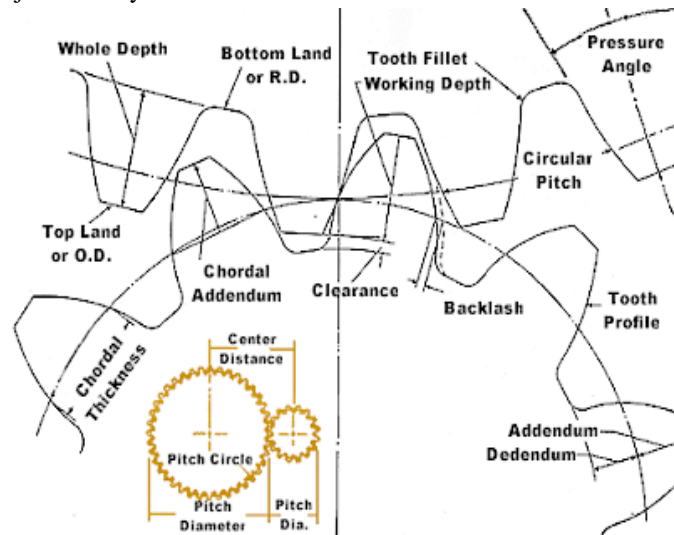 Whole Depth
Bottom Land
or R.D.
Tooth Fillet
Working Depth
Pressure
Angle
Circular
Pitch
Top Land
or O.D.
Chordal
Addendum
Clearance
Backlash
Tooth
Profile
Chordal
Thickness
Center
Distance
Addendum
Dedendum
Pitch Circle
Pitch
Diameter
Pitch
Dia.